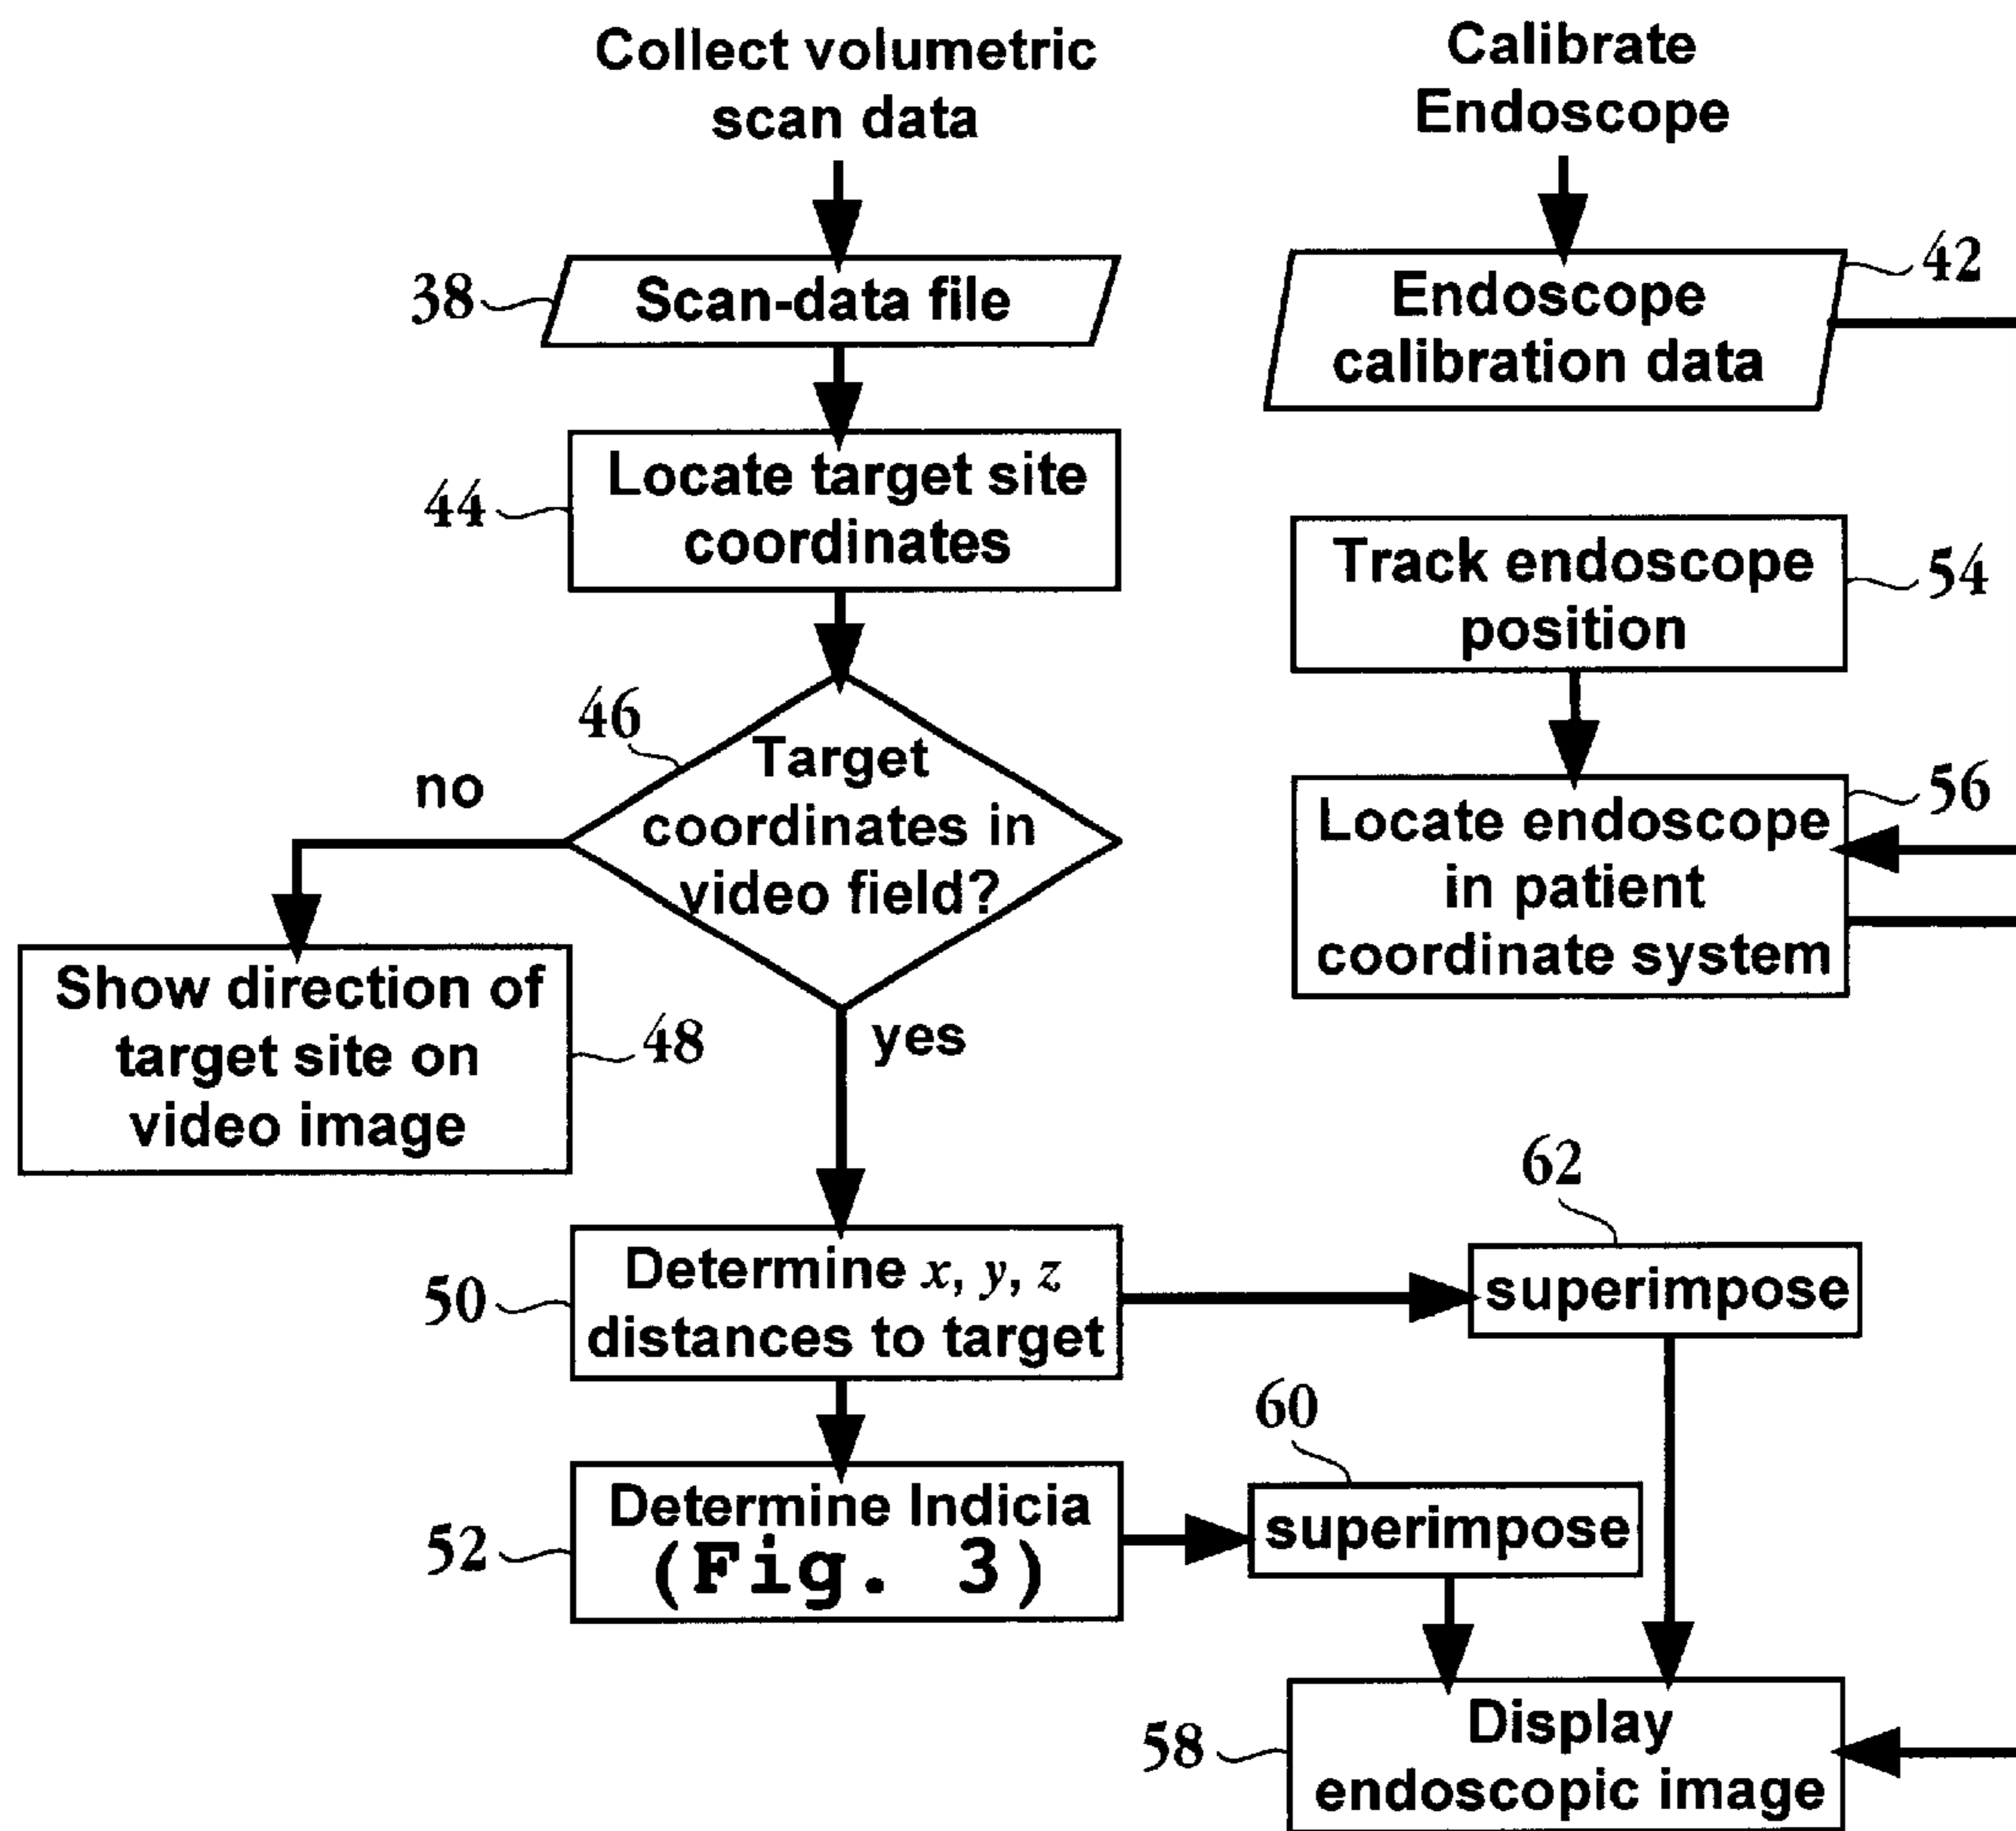 Collect volumetric
scan data
Calibrate
Endoscope
38
Scan-data file
Endoscope
calibration data
42
44
Locate target site
coordinates
Track endoscope
position
54
46
Target
coordinates in
video field?
no
yes
Locate endoscope
in patient
coordinate system
56
Show direction of
target site on
video image
48
62
50
Determine x, y, z
distances to target
superimpose
60
52
Determine Indicia
(Fig. 3)
superimpose
58
Display
endoscopic image